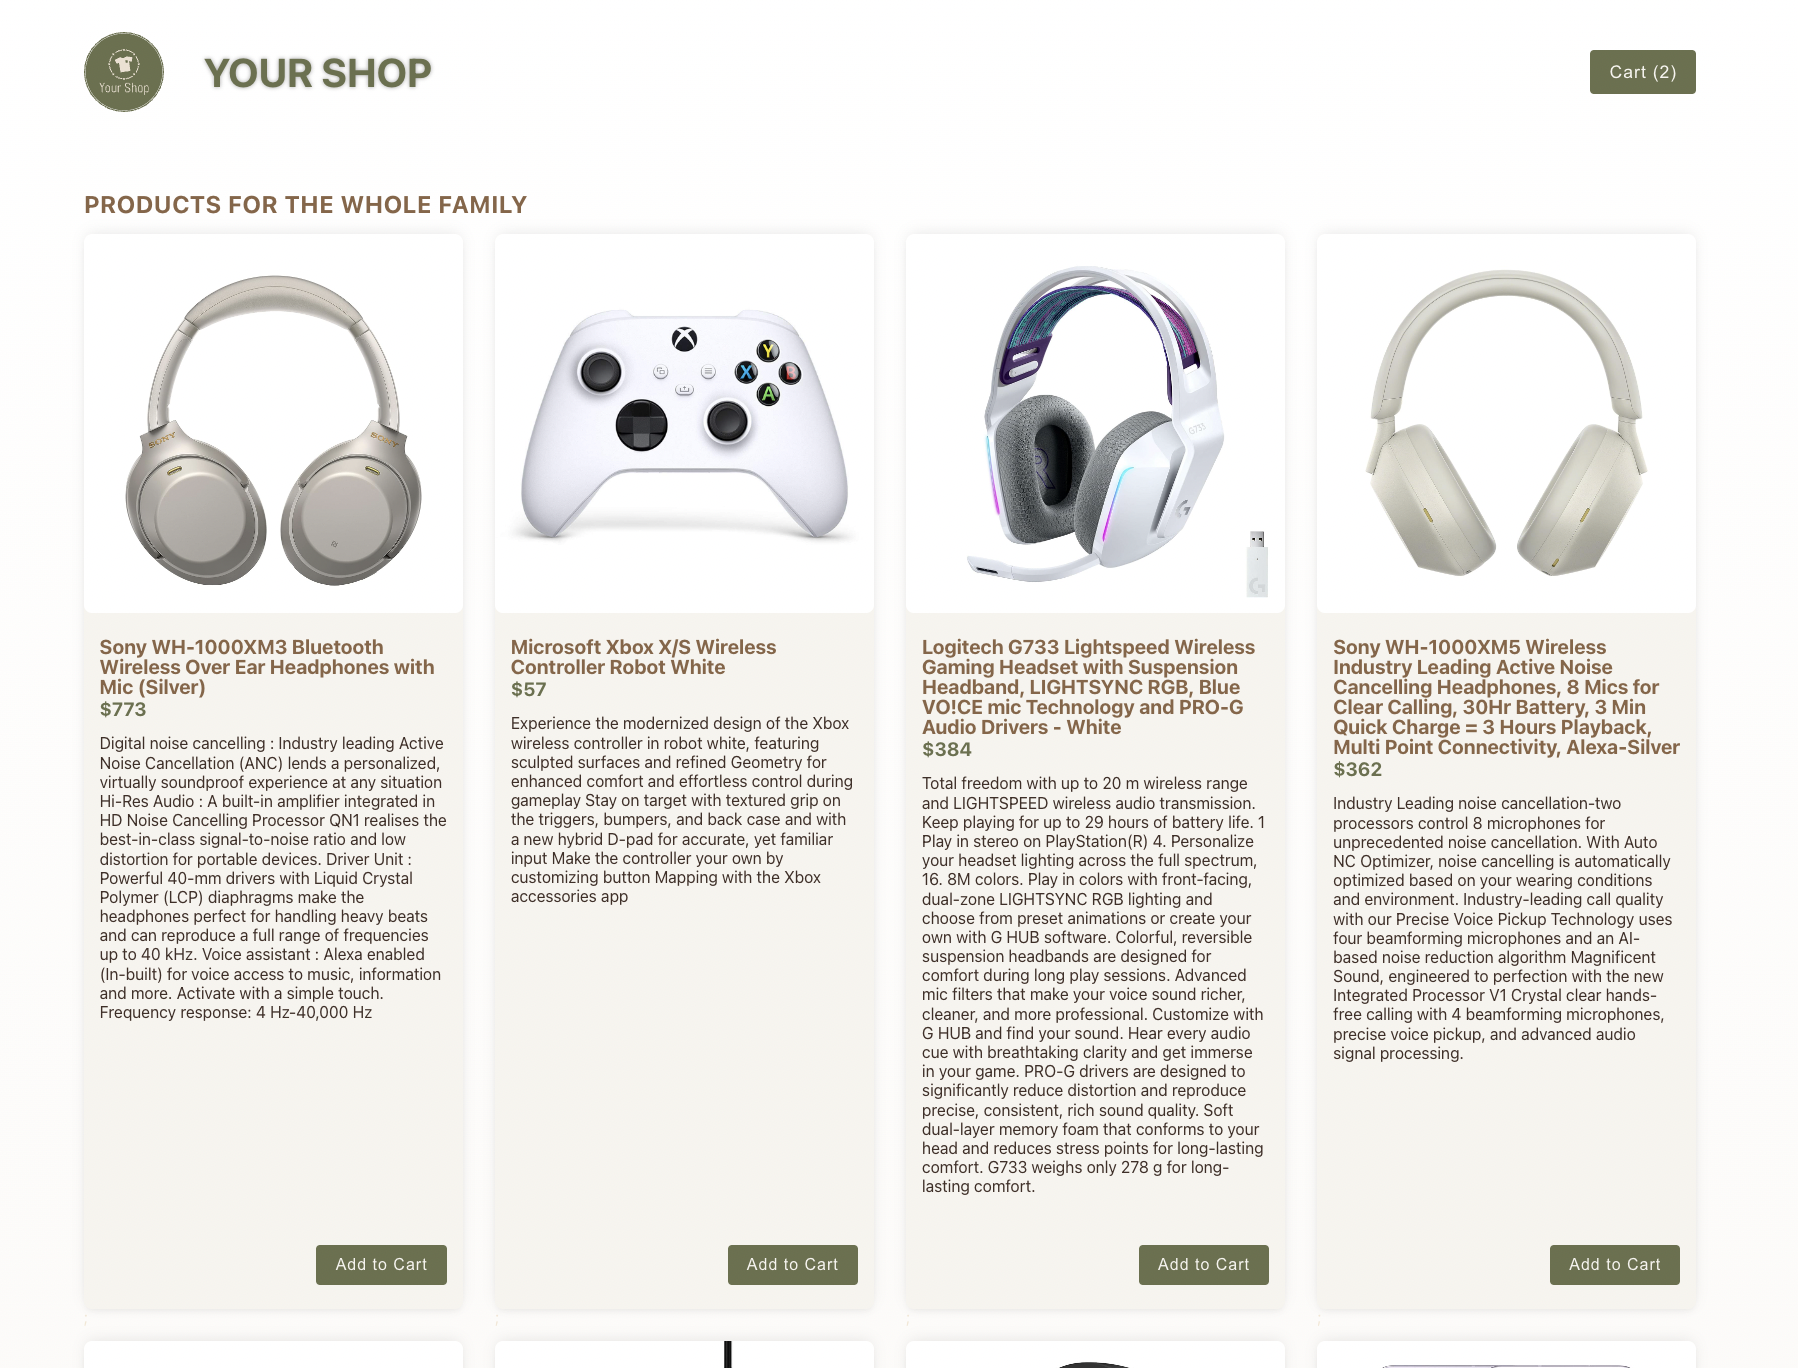 Your Shop
YOUR SHOP
Cart (2)
PRODUCTS FOR THE WHOLE FAMILY
SONY
SONY
Y
X
B
A
G733
Sony WH-1000XM3 Bluetooth
Wireless Over Ear Headphones with
Mic (Silver)
$773
Digital noise cancelling : Industry leading Active
Noise Cancellation (ANC) lends a personalized,
virtually soundproof experience at any situation
Hi-Res Audio : A built-in amplifier integrated in
HD Noise Cancelling Processor QN1 realises the
best-in-class signal-to-noise ratio and low
distortion for portable devices. Driver Unit :
Powerful 40-mm drivers with Liquid Crystal
Polymer (LCP) diaphragms make the
headphones perfect for handling heavy beats
and can reproduce a full range of frequencies
up to 40 kHz. Voice assistant : Alexa enabled
(In-built) for voice access to music, information
and more. Activate with a simple touch.
Frequency response: 4 Hz-40,000 Hz
Add to Cart
Microsoft Xbox X/S Wireless
Controller Robot White
$57
Experience the modernized design of the Xbox
wireless controller in robot white, featuring
sculpted surfaces and refined Geometry for
enhanced comfort and effortless control during
gameplay Stay on target with textured grip on
the triggers, bumpers, and back case and with
a new hybrid D-pad for accurate, yet familiar
input Make the controller your own by
customizing button Mapping with the Xbox
accessories app
Add to Cart
Logitech G733 Lightspeed Wireless
Gaming Headset with Suspension
Headband, LIGHTSYNC RGB, Blue
VO!CE mic Technology and PRO-G
Audio Drivers - White
$384
Total freedom with up to 20 m wireless range
and LIGHTSPEED wireless audio transmission.
Keep playing for up to 29 hours of battery life. 1
Play in stereo on PlayStation(R) 4. Personalize
your headset lighting across the full spectrum,
16. 8M colors. Play in colors with front-facing,
dual-zone LIGHTSYNC RGB lighting and
choose from preset animations or create your
own with G HUB software. Colorful, reversible
suspension headbands are designed for
comfort during long play sessions. Advanced
mic filters that make your voice sound richer,
cleaner, and more professional. Customize with
G HUB and find your sound. Hear every audio
cue with breathtaking clarity and get immerse
in your game. PRO-G drivers are designed to
significantly reduce distortion and reproduce
precise, consistent, rich sound quality. Soft
dual-layer memory foam that conforms to your
head and reduces stress points for long-lasting
comfort. G733 weighs only 278 g for long-
lasting comfort.
Add to Cart
Sony WH-1000XM5 Wireless
Industry Leading Active Noise
Cancelling Headphones, 8 Mics for
Clear Calling, 30Hr Battery, 3 Min
Quick Charge = 3 Hours Playback,
Multi Point Connectivity, Alexa-Silver
$362
Industry Leading noise cancellation-two
processors control 8 microphones for
unprecedented noise cancellation. With Auto
NC Optimizer, noise cancelling is automatically
optimized based on your wearing conditions
and environment. Industry-leading call quality
with our Precise Voice Pickup Technology uses
four beamforming microphones and an AI-
based noise reduction algorithm Magnificent
Sound, engineered to perfection with the new
Integrated Processor V1 Crystal clear hands-
free calling with 4 beamforming microphones,
precise voice pickup, and advanced audio
signal processing.
Add to Cart